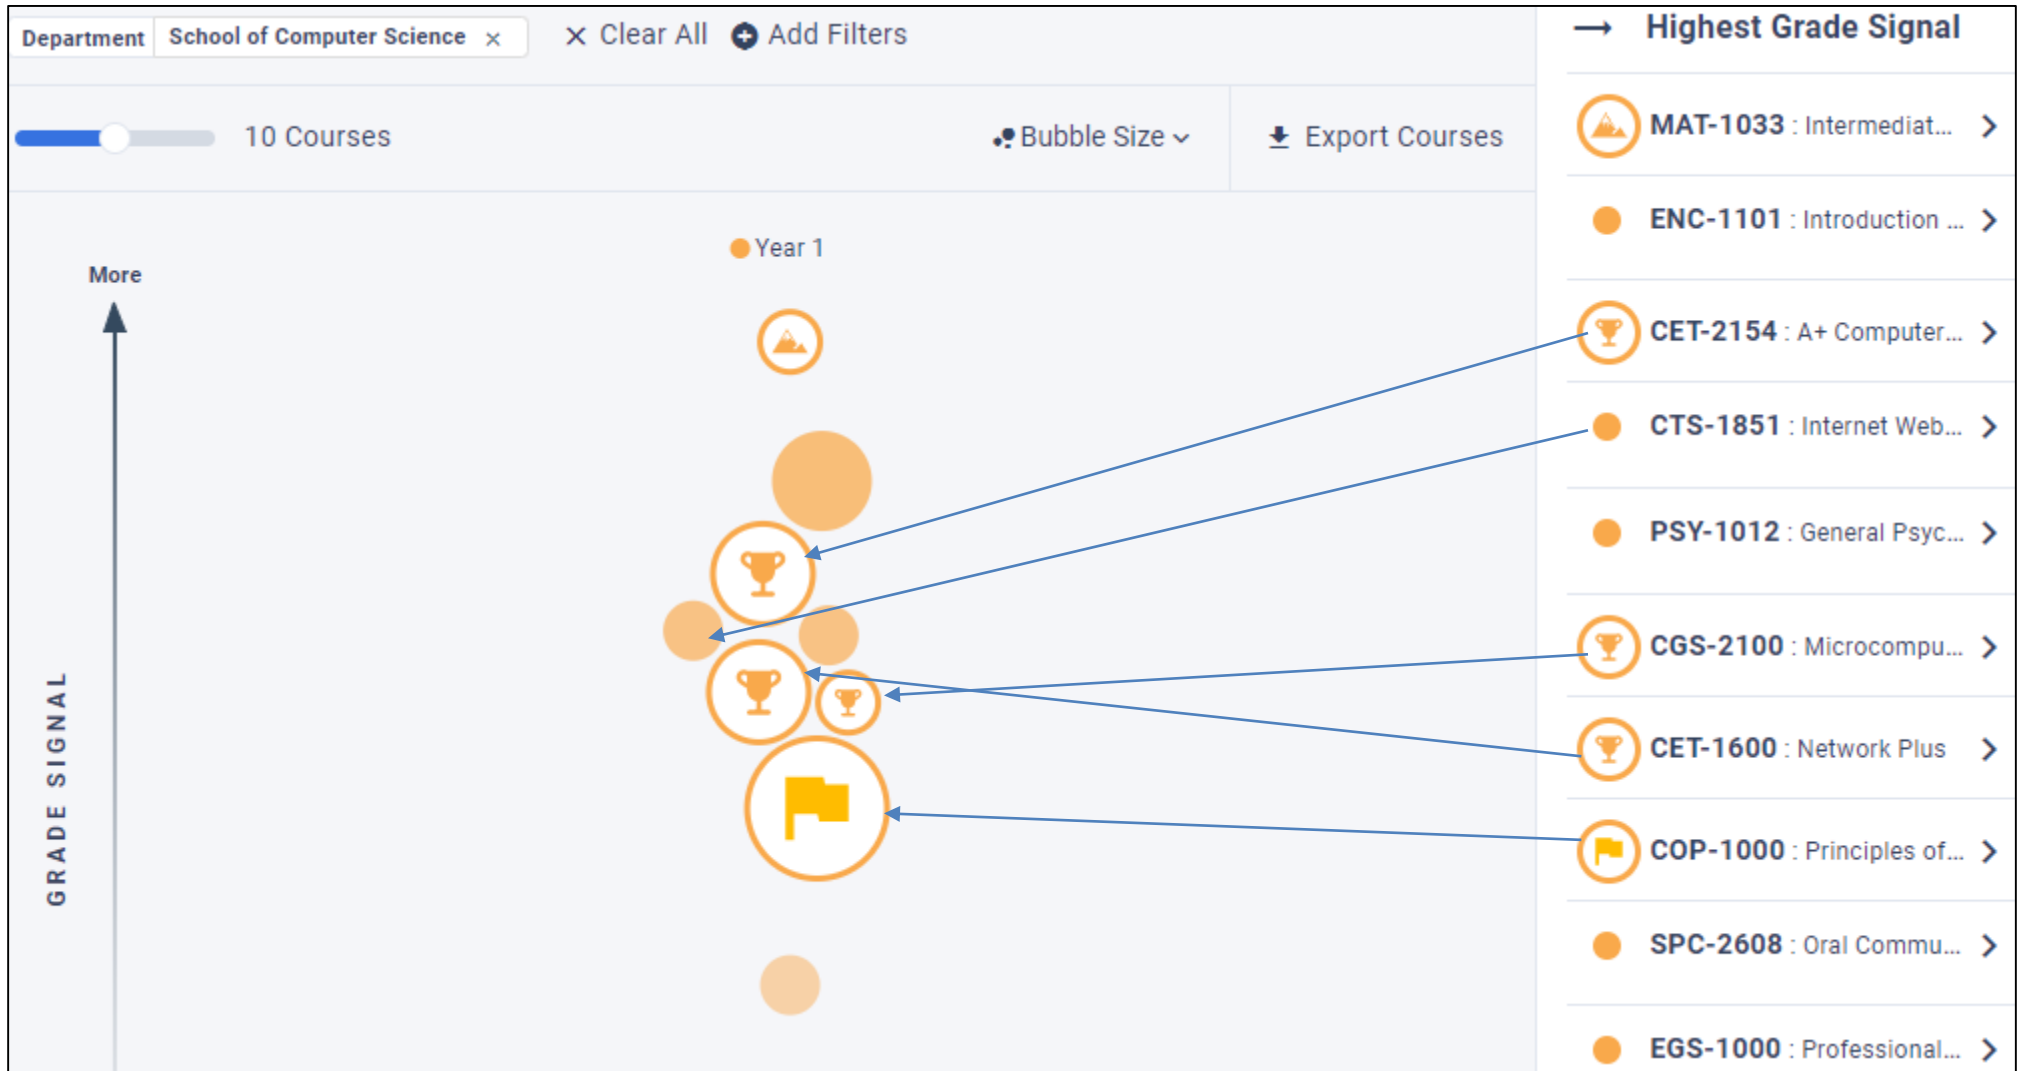 Department School of Computer Science × × Clear All Add Filters
10 Courses Bubble Size Export Courses
Year 1
More
GRADE SIGNAL
→ Highest Grade Signal
MAT-1033 : Intermediat...
ENC-1101 : Introduction ...
CET-2154 : A+ Computer...
CTS-1851 : Internet Web...
PSY-1012 : General Psyc...
CGS-2100 : Microcompu...
CET-1600 : Network Plus
COP-1000 : Principles of...
SPC-2608 : Oral Commu...
EGS-1000 : Professional...